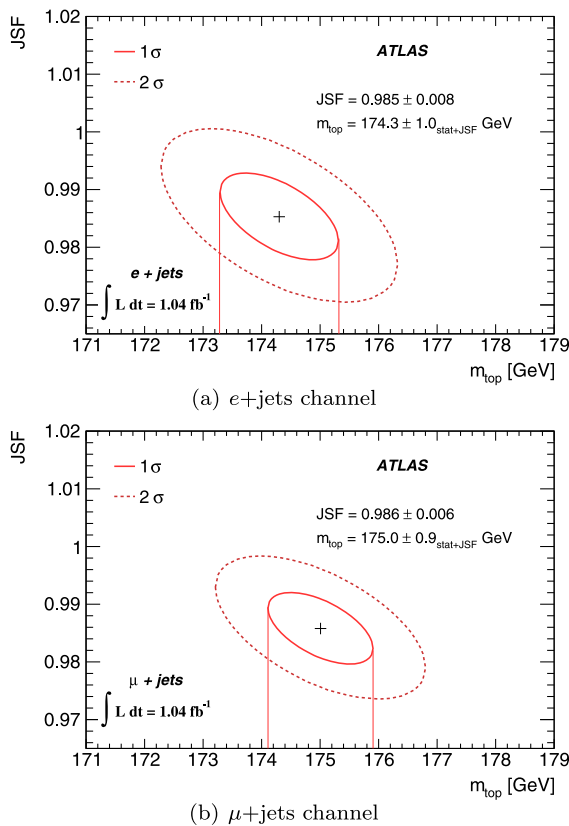 JSF
1.02
1.01
1
0.99
0.98
0.97
1 σ
2 σ
ATLAS
JSF = 0.985 ± 0.008
m_top = 174.3 ± 1.0_stat+JSF GeV
e + jets
∫ L dt = 1.04 fb⁻¹
171 172 173 174 175 176 177 178 179
m_top [GeV]
(a) e+jets channel
JSF
1.02
1.01
1
0.99
0.98
0.97
1 σ
2 σ
ATLAS
JSF = 0.986 ± 0.006
m_top = 175.0 ± 0.9_stat+JSF GeV
μ + jets
∫ L dt = 1.04 fb⁻¹
171 172 173 174 175 176 177 178 179
m_top [GeV]
(b) μ+jets channel